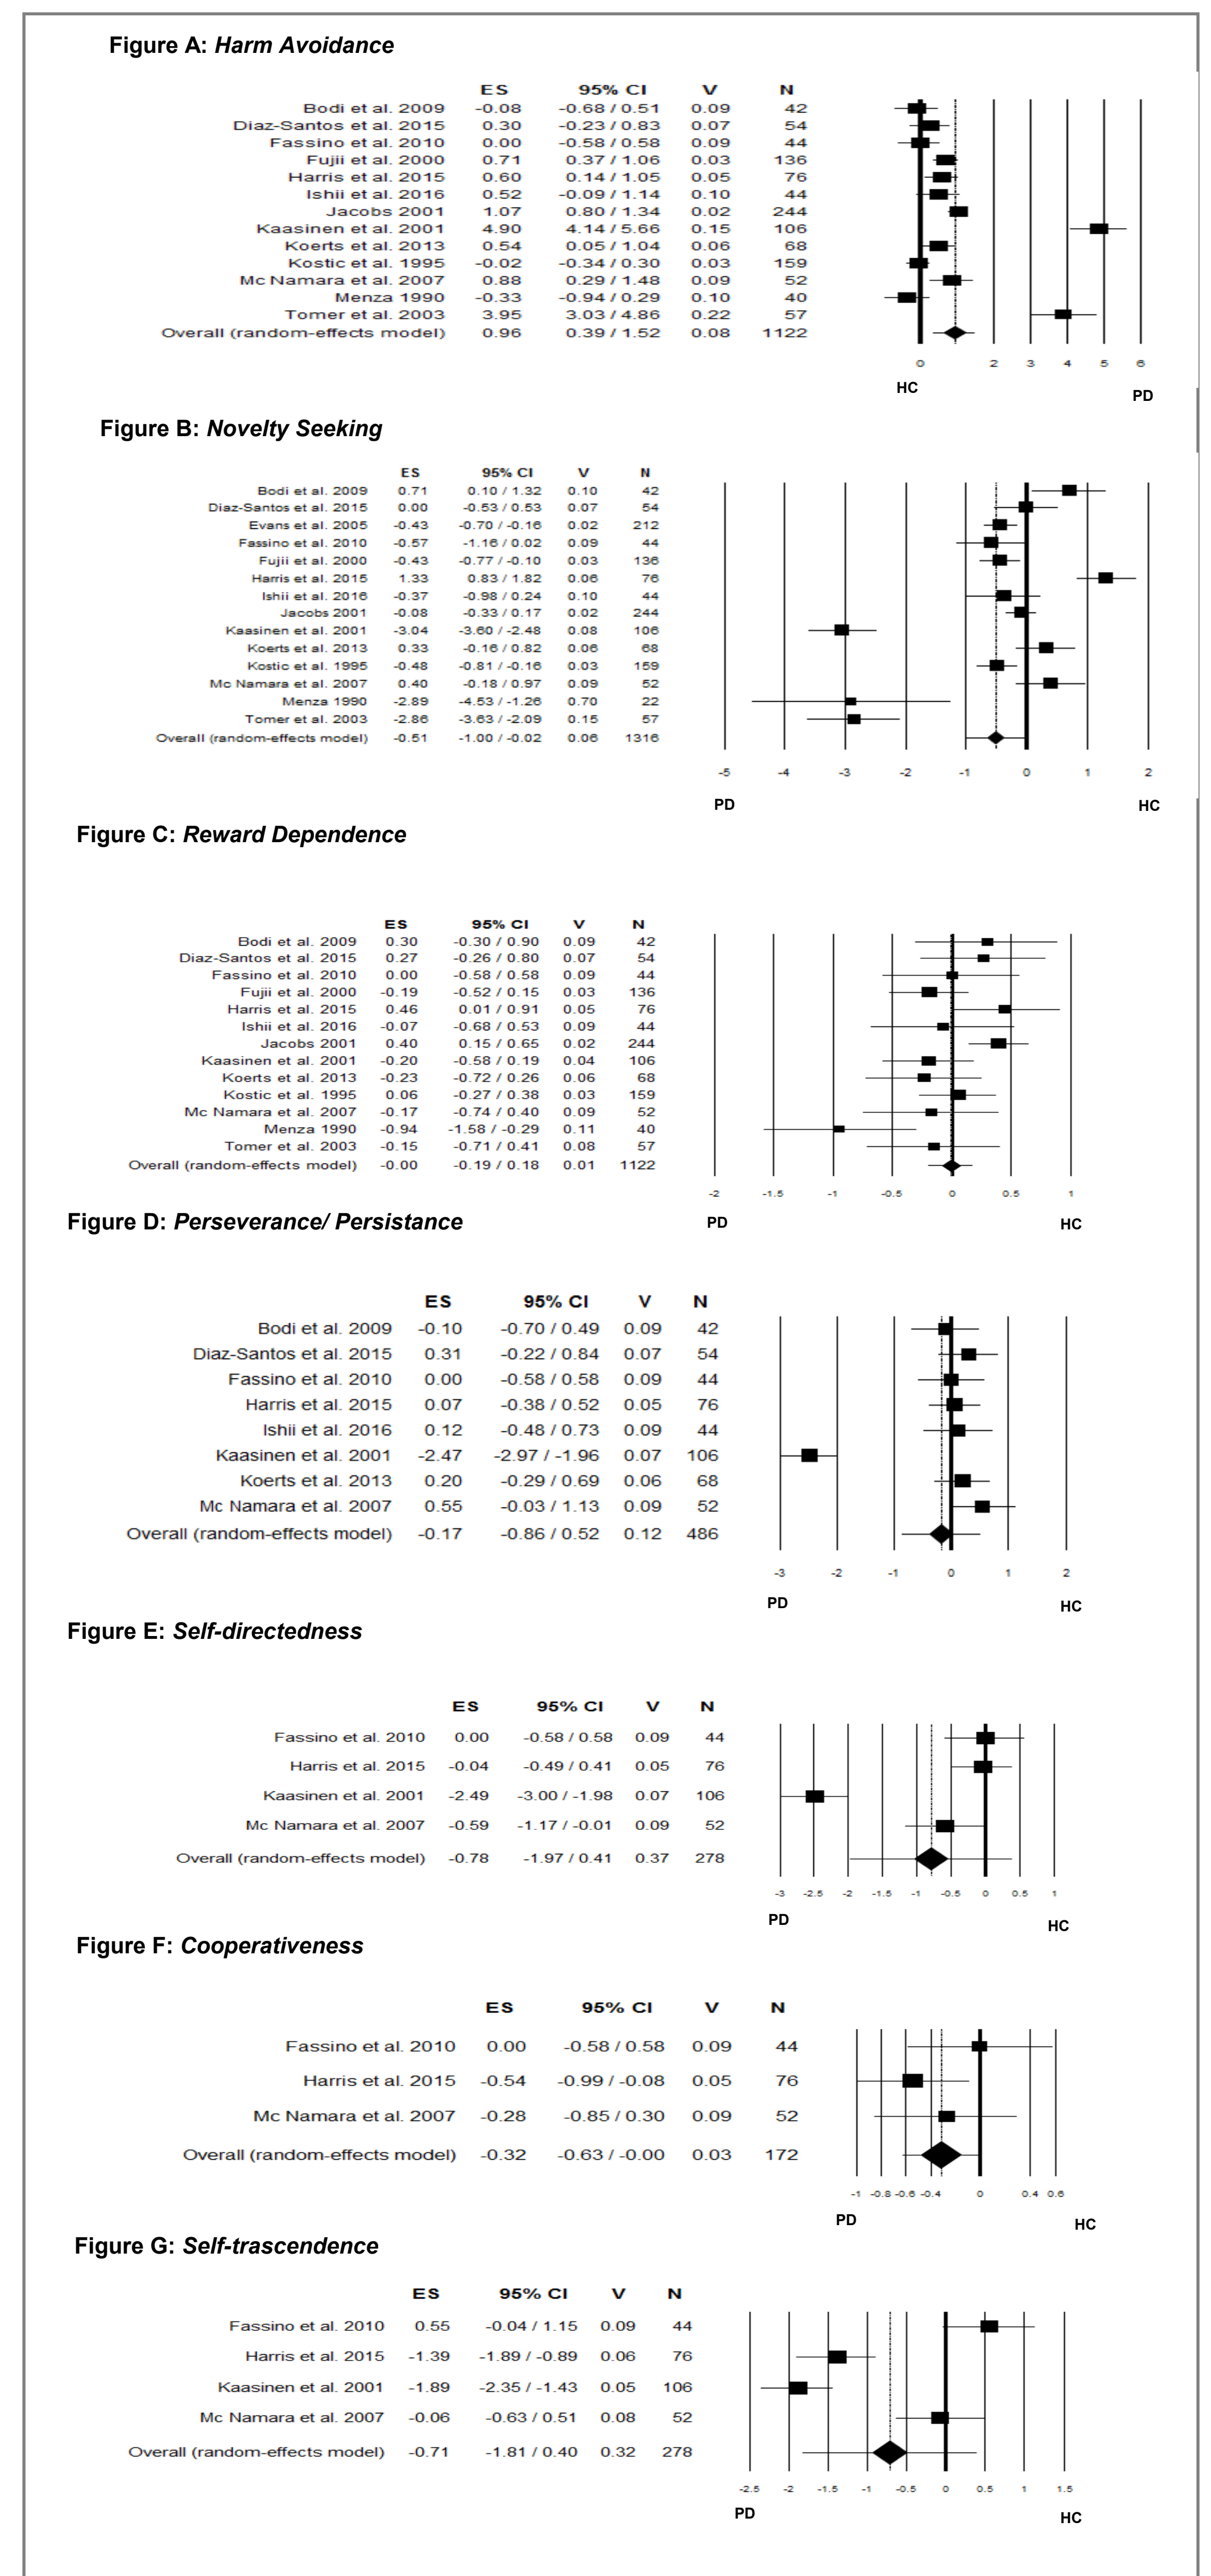 Figure A: Harm Avoidance
ES 95% CI V N
Bodi et al. 2009 -0.08 -0.68 / 0.51 0.09 42
Diaz-Santos et al. 2015 0.30 -0.23 / 0.83 0.07 54
Fassino et al. 2010 0.00 -0.58 / 0.58 0.09 44
Fujii et al. 2000 0.71 0.37 / 1.06 0.03 136
Harris et al. 2015 0.60 0.14 / 1.05 0.05 76
Ishii et al. 2016 0.52 -0.09 / 1.14 0.10 44
Jacobs 2001 1.07 0.80 / 1.34 0.02 244
Kaasinen et al. 2001 4.90 4.14 / 5.66 0.15 106
Koerts et al. 2013 0.54 0.05 / 1.04 0.06 68
Kostic et al. 1995 -0.02 -0.34 / 0.30 0.03 159
Mc Namara et al. 2007 0.88 0.29 / 1.48 0.09 52
Menza 1990 -0.33 -0.94 / 0.29 0.10 40
Tomer et al. 2003 3.95 3.03 / 4.86 0.22 57
Overall (random-effects model) 0.96 0.39 / 1.52 0.08 1122
0 2 3 4 5 6
HC PD
Figure B: Novelty Seeking
ES 95% CI V N
Bodi et al. 2009 0.71 0.10 / 1.32 0.10 42
Diaz-Santos et al. 2015 0.00 -0.53 / 0.53 0.07 54
Evans et al. 2005 -0.43 -0.70 / -0.16 0.02 212
Fassino et al. 2010 -0.57 -1.16 / 0.02 0.09 44
Fujii et al. 2000 -0.43 -0.77 / -0.10 0.03 136
Harris et al. 2015 1.33 0.83 / 1.82 0.06 76
Ishii et al. 2016 -0.37 -0.98 / 0.24 0.10 44
Jacobs 2001 -0.08 -0.33 / 0.17 0.02 244
Kaasinen et al. 2001 -3.04 -3.60 / -2.48 0.08 106
Koerts et al. 2013 0.33 -0.16 / 0.82 0.06 68
Kostic et al. 1995 -0.48 -0.81 / -0.16 0.03 159
Mc Namara et al. 2007 0.40 -0.18 / 0.97 0.09 52
Menza 1990 -2.89 -4.53 / -1.26 0.70 22
Tomer et al. 2003 -2.86 -3.63 / -2.09 0.15 57
Overall (random-effects model) -0.51 -1.00 / -0.02 0.06 1316
-5 -4 -3 -2 -1 0 1 2
PD HC
Figure C: Reward Dependence
ES 95% CI V N
Bodi et al. 2009 0.30 -0.30 / 0.90 0.09 42
Diaz-Santos et al. 2015 0.27 -0.26 / 0.80 0.07 54
Fassino et al. 2010 0.00 -0.58 / 0.58 0.09 44
Fujii et al. 2000 -0.19 -0.52 / 0.15 0.03 136
Harris et al. 2015 0.46 0.01 / 0.91 0.05 76
Ishii et al. 2016 -0.07 -0.68 / 0.53 0.09 44
Jacobs 2001 0.40 0.15 / 0.65 0.02 244
Kaasinen et al. 2001 -0.20 -0.58 / 0.19 0.04 106
Koerts et al. 2013 -0.23 -0.72 / 0.26 0.06 68
Kostic et al. 1995 0.06 -0.27 / 0.38 0.03 159
Mc Namara et al. 2007 -0.17 -0.74 / 0.40 0.09 52
Menza 1990 -0.94 -1.58 / -0.29 0.11 40
Tomer et al. 2003 -0.15 -0.71 / 0.41 0.08 57
Overall (random-effects model) -0.00 -0.19 / 0.18 0.01 1122
-2 -1.5 -1 -0.5 0 0.5 1
PD HC
Figure D: Perseverance/ Persistance
ES 95% CI V N
Bodi et al. 2009 -0.10 -0.70 / 0.49 0.09 42
Diaz-Santos et al. 2015 0.31 -0.22 / 0.84 0.07 54
Fassino et al. 2010 0.00 -0.58 / 0.58 0.09 44
Harris et al. 2015 0.07 -0.38 / 0.52 0.05 76
Ishii et al. 2016 0.12 -0.48 / 0.73 0.09 44
Kaasinen et al. 2001 -2.47 -2.97 / -1.96 0.07 106
Koerts et al. 2013 0.20 -0.29 / 0.69 0.06 68
Mc Namara et al. 2007 0.55 -0.03 / 1.13 0.09 52
Overall (random-effects model) -0.17 -0.86 / 0.52 0.12 486
-3 -2 -1 0 1 2
PD HC
Figure E: Self-directedness
ES 95% CI V N
Fassino et al. 2010 0.00 -0.58 / 0.58 0.09 44
Harris et al. 2015 -0.04 -0.49 / 0.41 0.05 76
Kaasinen et al. 2001 -2.49 -3.00 / -1.98 0.07 106
Mc Namara et al. 2007 -0.59 -1.17 / -0.01 0.09 52
Overall (random-effects model) -0.78 -1.97 / 0.41 0.37 278
-3 -2.5 -2 -1.5 -1 -0.5 0 0.5 1
PD HC
Figure F: Cooperativeness
ES 95% CI V N
Fassino et al. 2010 0.00 -0.58 / 0.58 0.09 44
Harris et al. 2015 -0.54 -0.99 / -0.08 0.05 76
Mc Namara et al. 2007 -0.28 -0.85 / 0.30 0.09 52
Overall (random-effects model) -0.32 -0.63 / -0.00 0.03 172
-1 -0.8 -0.6 -0.4 0 0.4 0.6
PD HC
Figure G: Self-trascendence
ES 95% CI V N
Fassino et al. 2010 0.55 -0.04 / 1.15 0.09 44
Harris et al. 2015 -1.39 -1.89 / -0.89 0.06 76
Kaasinen et al. 2001 -1.89 -2.35 / -1.43 0.05 106
Mc Namara et al. 2007 -0.06 -0.63 / 0.51 0.08 52
Overall (random-effects model) -0.71 -1.81 / 0.40 0.32 278
-2.5 -2 -1.5 -1 -0.5 0 0.5 1 1.5
PD HC